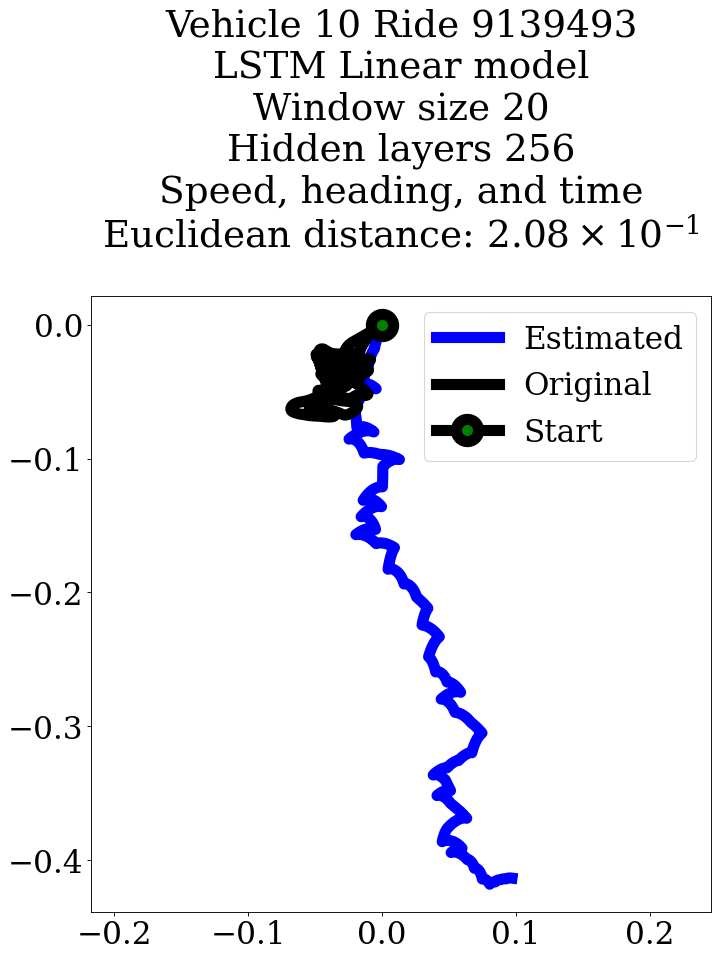 Vehicle 10 Ride 9139493
LSTM Linear model
Window size 20
Hidden layers 256
Speed, heading, and time
Euclidean distance: 2.08 × 10⁻¹
Estimated
Original
Start
0.0
−0.1
−0.2
−0.3
−0.4
−0.2 −0.1 0.0 0.1 0.2